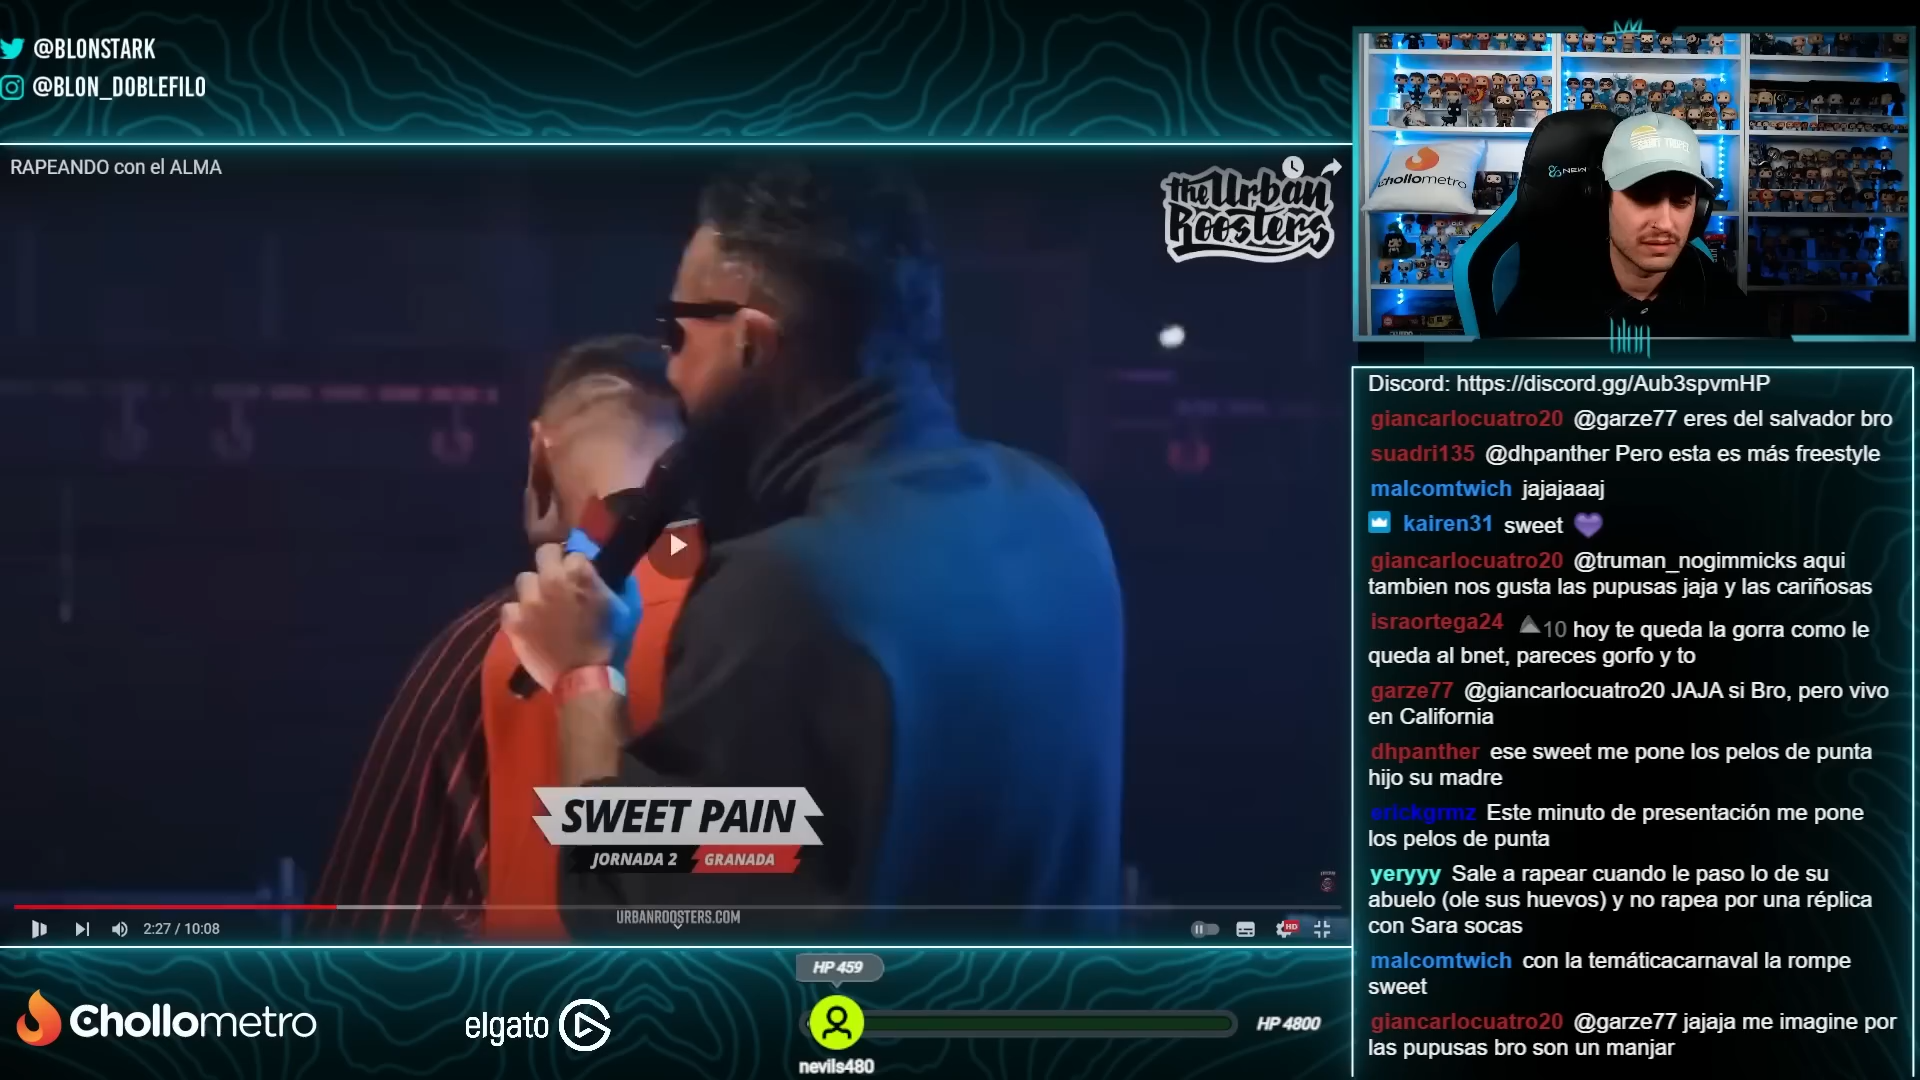 @BLONSTARK
@BLON_DOBLEFILO
RAPEANDO con el ALMA
the Urban
Roosters
SWEET PAIN
JORNADA 2 GRANADA
URBANROOSTERS.COM
2:27 / 10:08
HD
Chollometro
elgato
HP 459
HP 4800
nevils480
chollometro
NEW
Discord: https://discord.gg/Aub3spvmHP
giancarlocuatro20 @garze77 eres del salvador bro
suadri135 @dhpanther Pero esta es más freestyle
malcomtwich jajajaaaj
kairen31 sweet
giancarlocuatro20 @truman_nogimmicks aqui
tambien nos gusta las pupusas jaja y las cariñosas
israortega24 10 hoy te queda la gorra como le
queda al bnet, pareces gorfo y to
garze77 @giancarlocuatro20 JAJA si Bro, pero vivo
en California
dhpanther ese sweet me pone los pelos de punta
hijo su madre
erickgrmz Este minuto de presentación me pone
los pelos de punta
yeryyy Sale a rapear cuando le paso lo de su
abuelo (ole sus huevos) y no rapea por una réplica
con Sara socas
malcomtwich con la temáticacarnaval la rompe
sweet
giancarlocuatro20 @garze77 jajaja me imagine por
las pupusas bro son un manjar